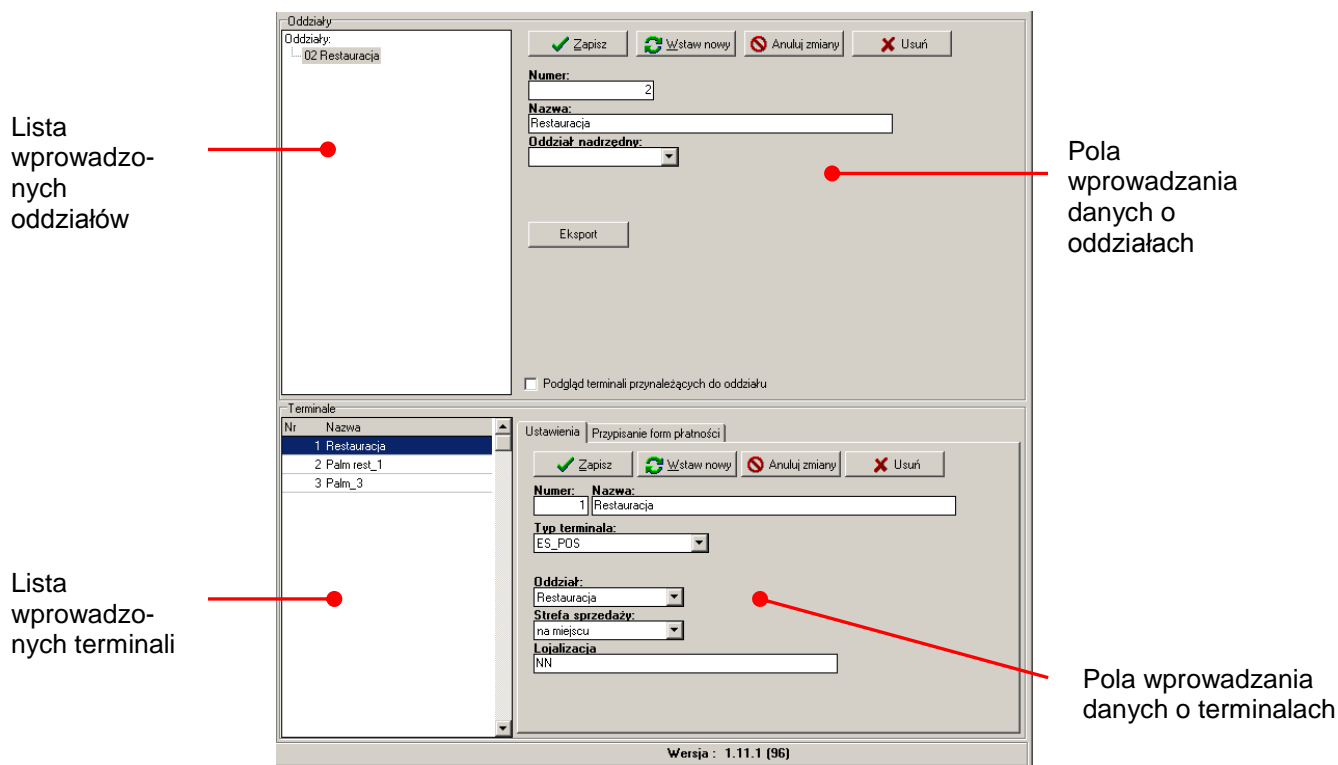 Oddziały
Oddziały:
02 Restauracja
Zapisz Wstaw nowy Anuluj zmiany Usuń
Numer:
2
Nazwa:
Restauracja
Oddział nadrzędny:
Eksport
Podgląd terminali przynależących do oddziału
Lista
wprowadzo-
nych
oddziałów
Pola
wprowadzania
danych o
oddziałach
Terminale
Nr Nazwa
1 Restauracja
2 Palm rest_1
3 Palm_3
Ustawienia Przypisanie form płatności
Zapisz Wstaw nowy Anuluj zmiany Usuń
Numer: Nazwa:
1 Restauracja
Typ terminala:
ES_POS
Oddział:
Restauracja
Strefa sprzedaży:
na miejscu
Lojalizacja
NN
Lista
wprowadzo-
nych terminali
Pola wprowadzania
danych o terminalach
Wersja : 1.11.1 (96)